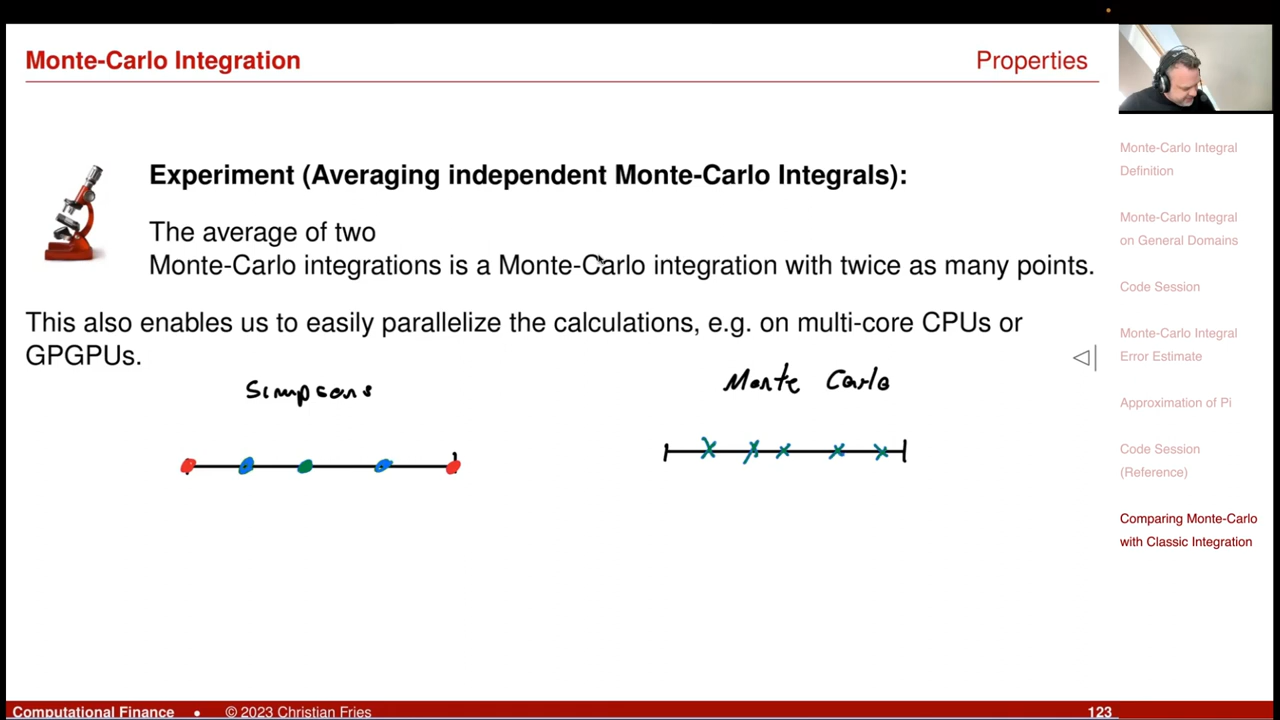 Monte-Carlo Integration
Properties
Experiment (Averaging independent Monte-Carlo Integrals):
The average of two
Monte-Carlo integrations is a Monte-Carlo integration with twice as many points.
This also enables us to easily parallelize the calculations, e.g. on multi-core CPUs or
GPGPUs.
Simpsons
Monte Carlo
Monte-Carlo Integral
Definition
Monte-Carlo Integral
on General Domains
Code Session
Monte-Carlo Integral
Error Estimate
Approximation of Pi
Code Session
(Reference)
Comparing Monte-Carlo
with Classic Integration
Computational Finance • © 2023 Christian Fries
123